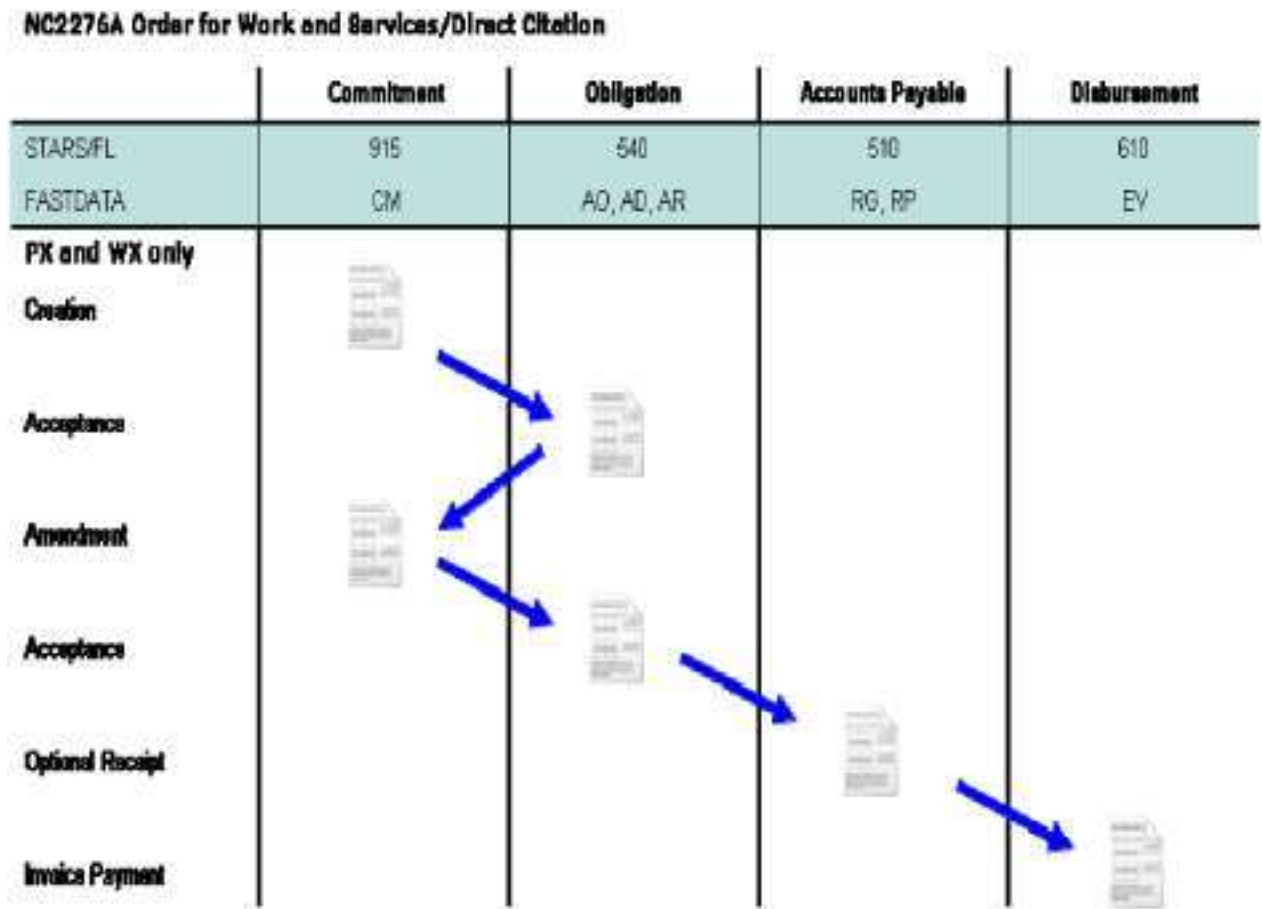 NC2276A Order for Work and Services/Direct Citation
Commitment Obligation Accounts Payable Disbursement
STARS/FL 915 540 510 610
FASTDATA CM AO, AD, AR RG, RP EV
PX and WX only
Creation
Acceptance
Amendment
Acceptance
Optional Receipt
Invoice Payment